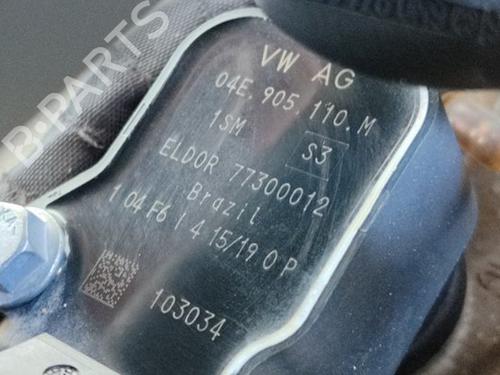 B-PARTS
VW AG
04E.905.110.M
1SM S3
ELDOR 77300012
Brazil
1 04 F6 1 4 15/19 0 P
103034